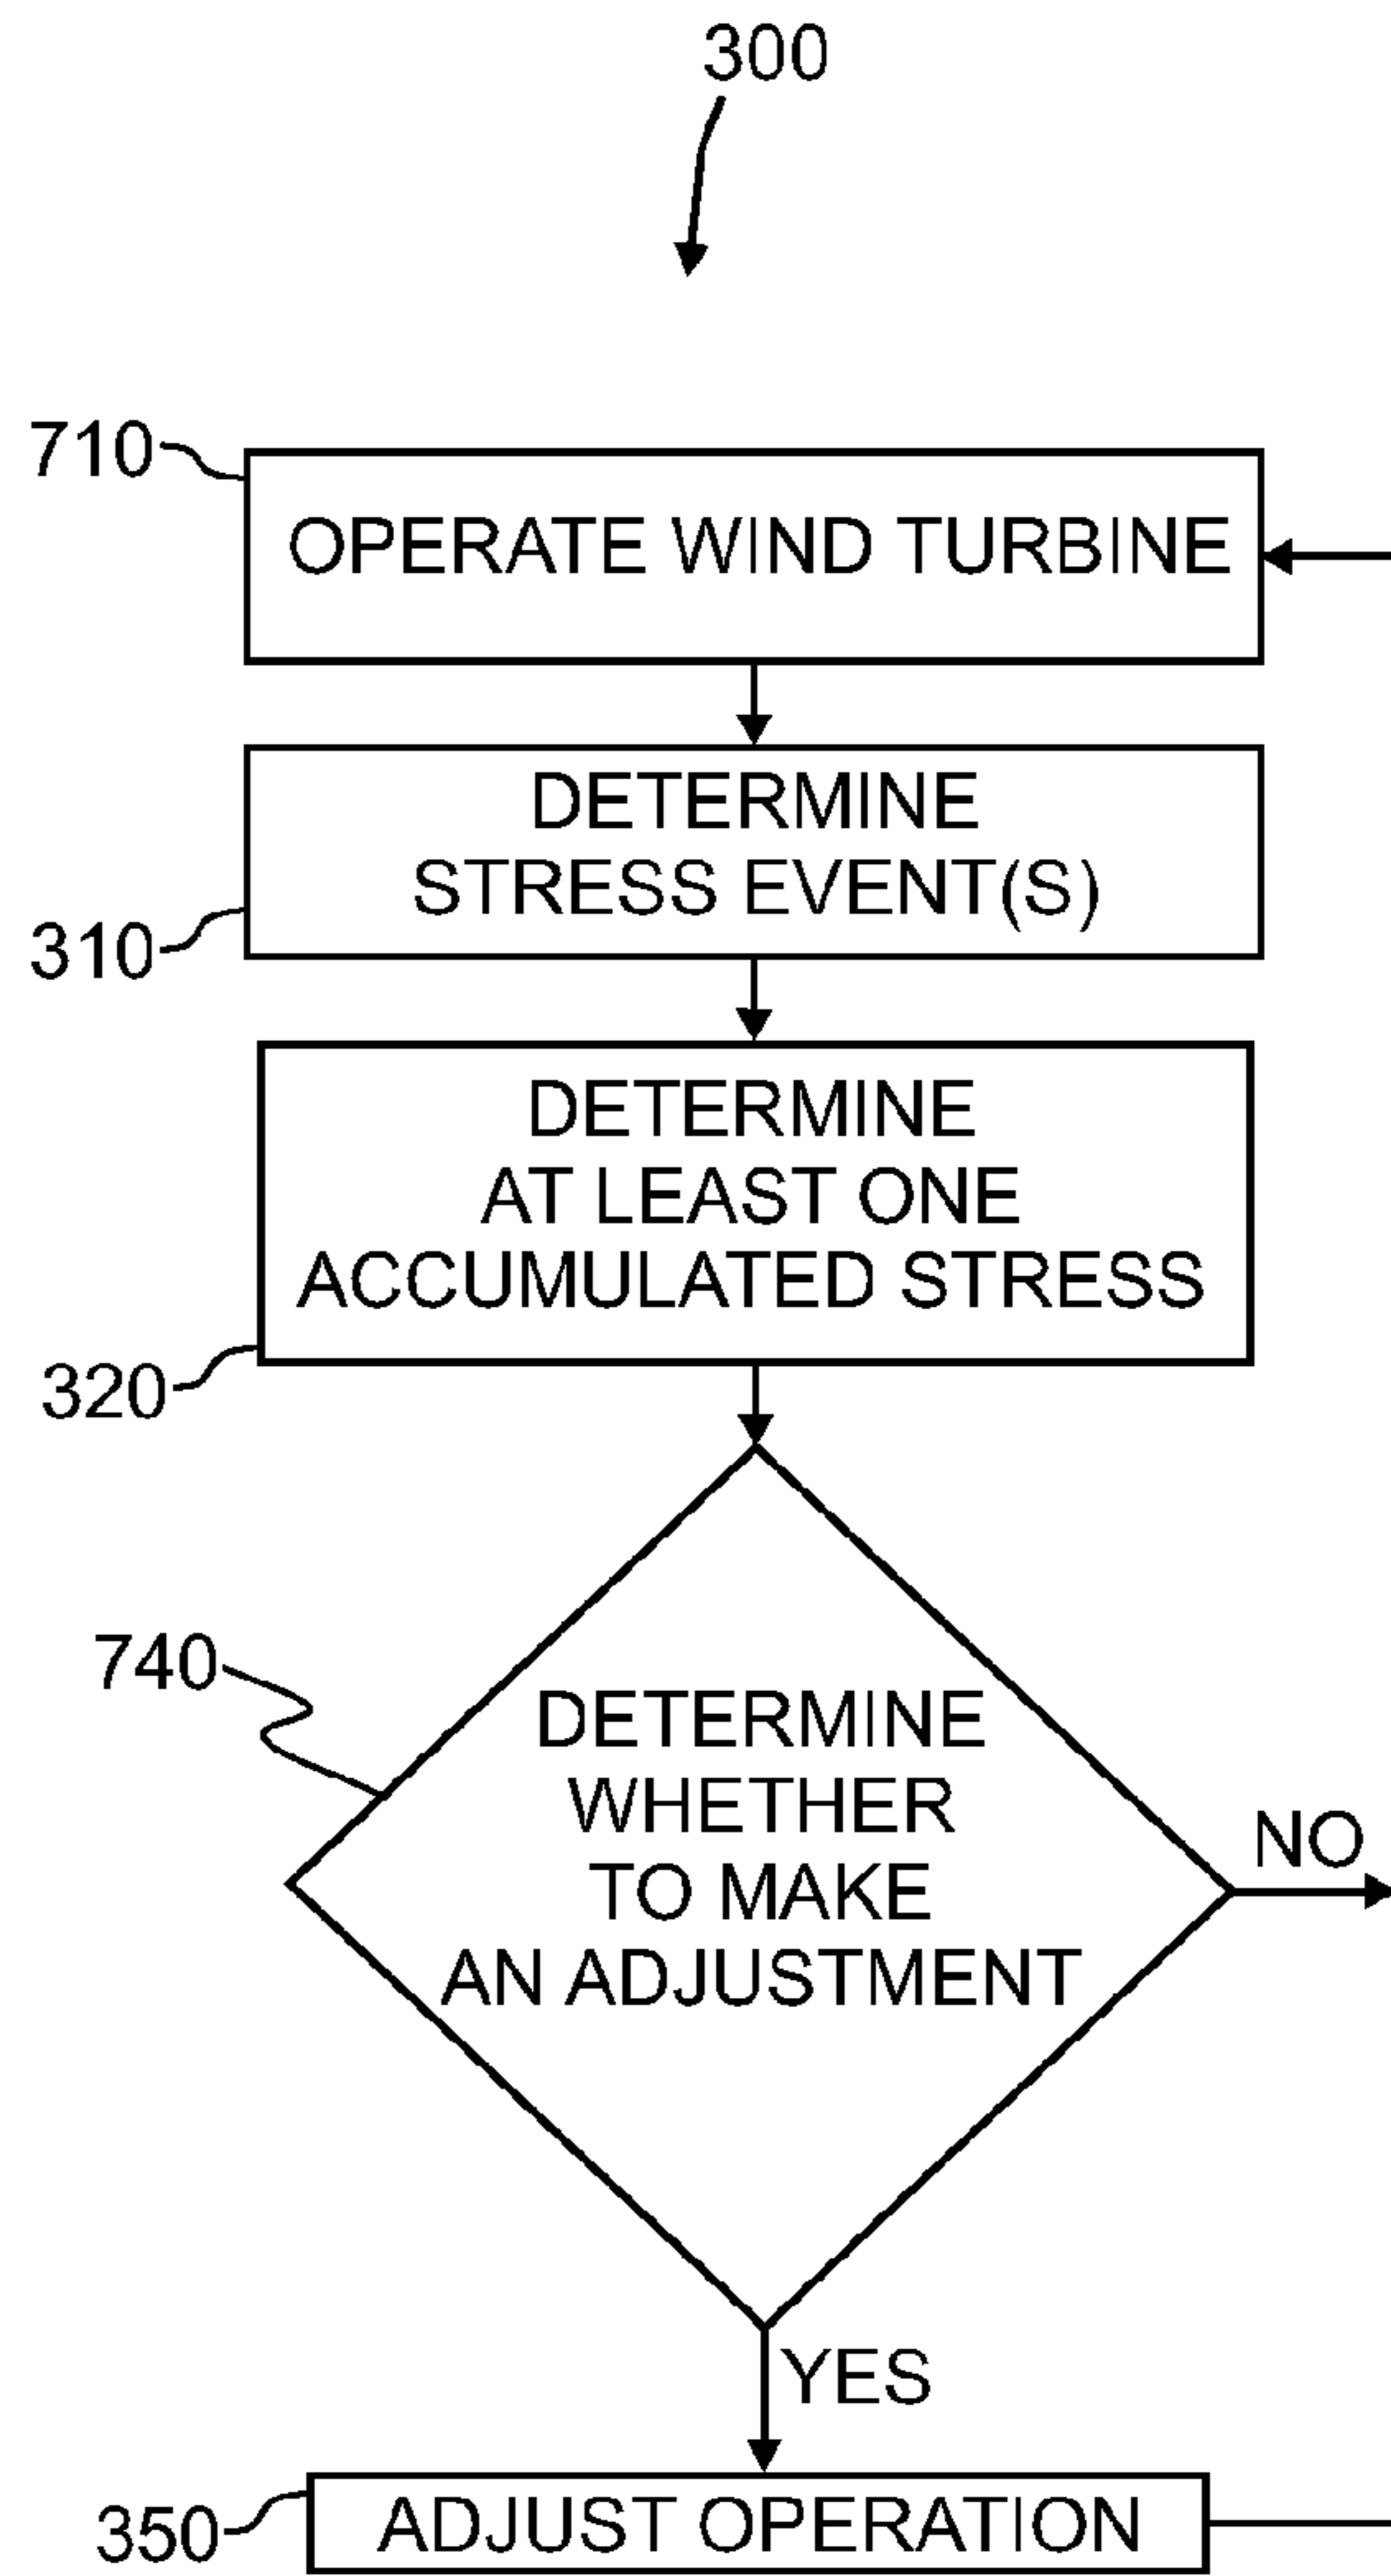 300
710
OPERATE WIND TURBINE
DETERMINE
STRESS EVENT(S)
310
DETERMINE
AT LEAST ONE
ACCUMULATED STRESS
320
740
DETERMINE
WHETHER
TO MAKE
AN ADJUSTMENT
NO
YES
350
ADJUST OPERATION